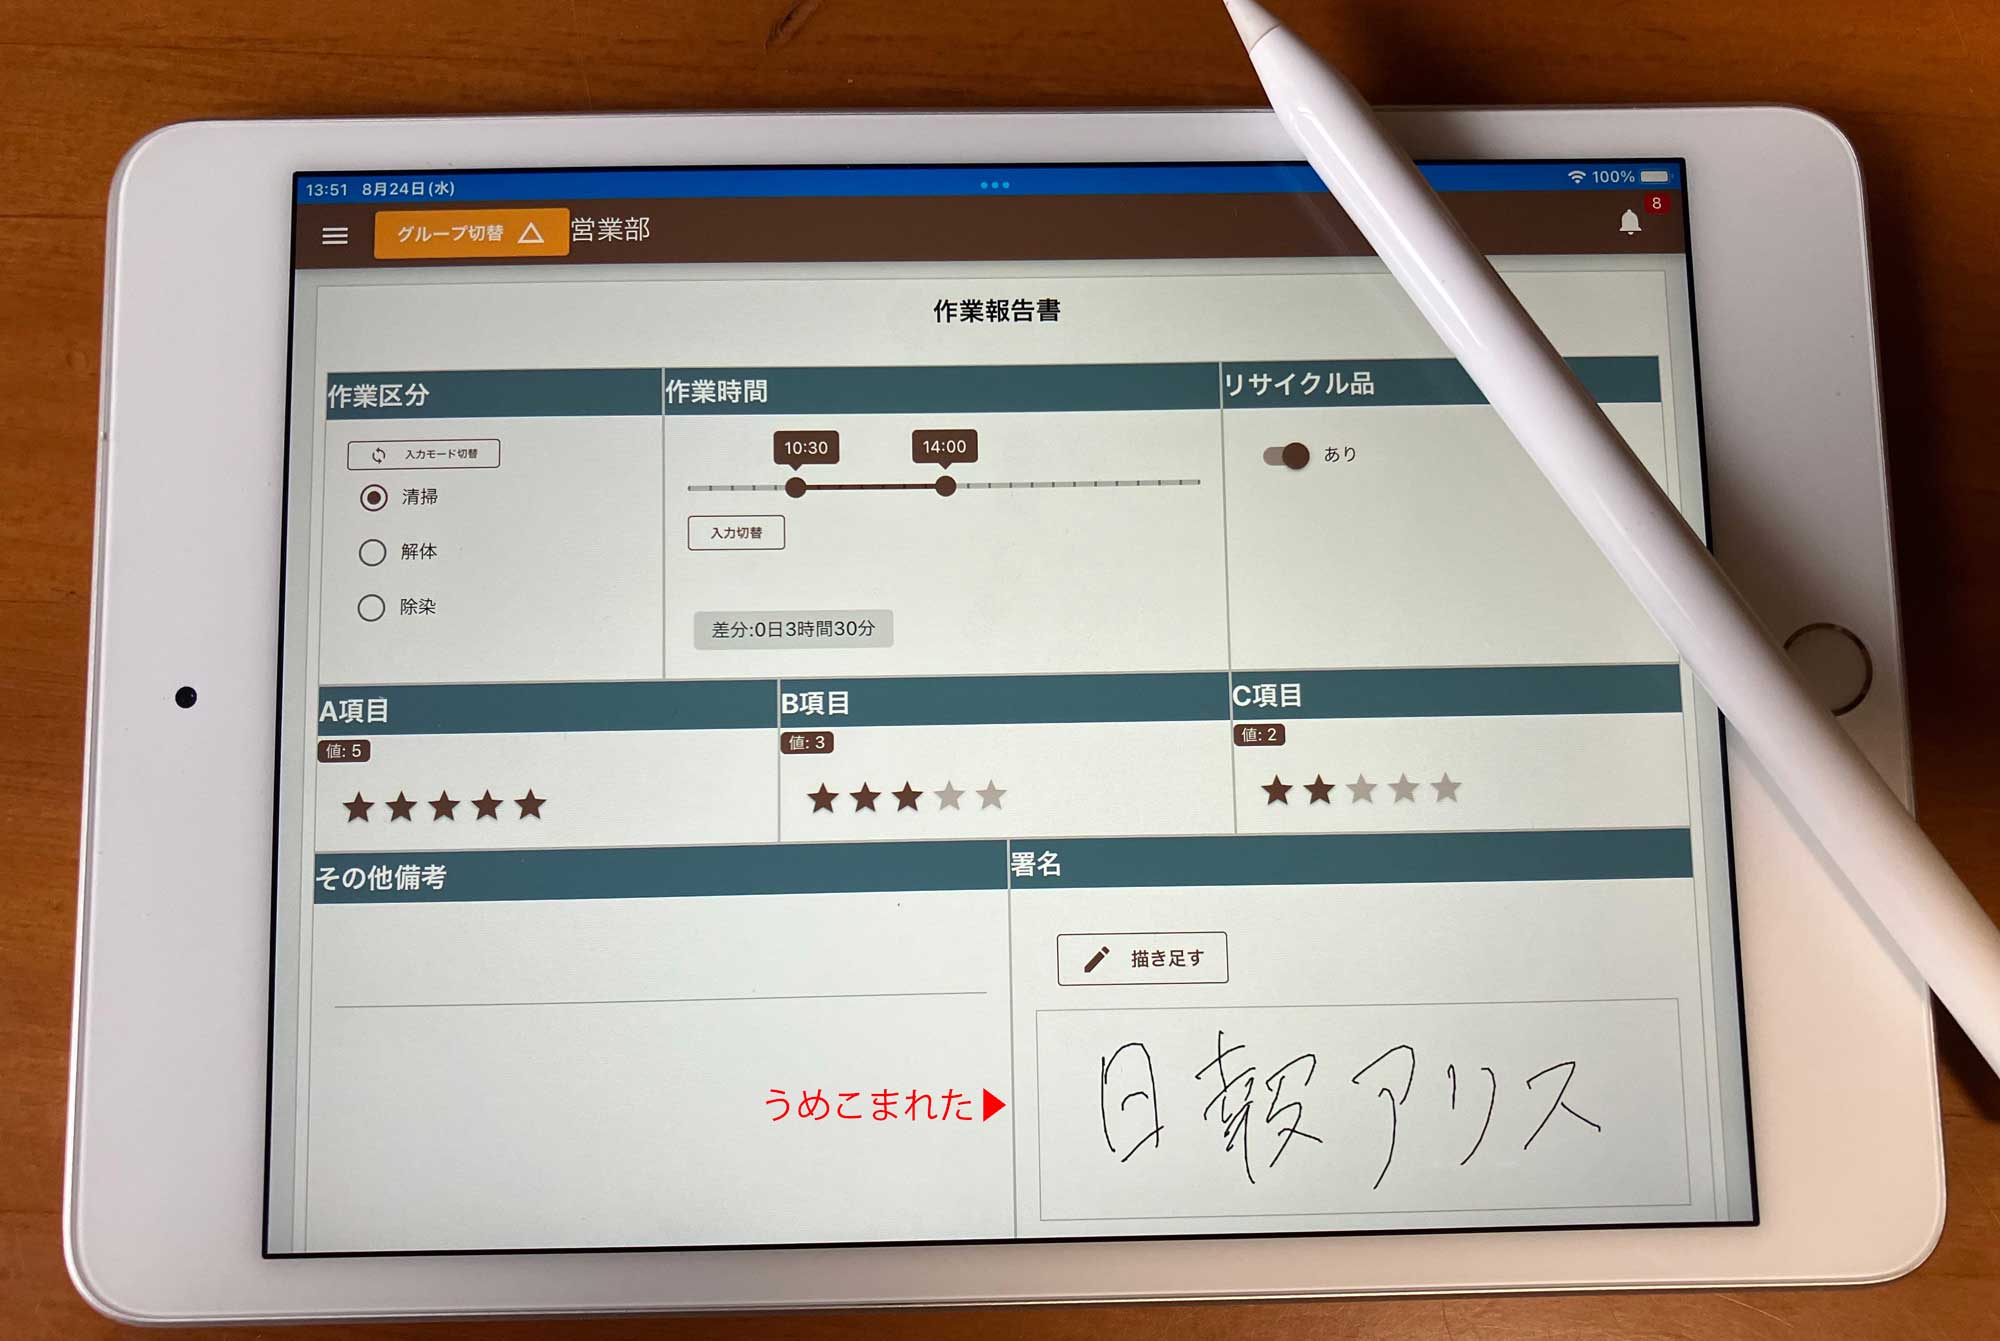 13:51 8月24日(水) 100%
グループ切替 営業部 8
作業報告書
作業区分 作業時間 リサイクル品
入力モード切替 10:30 14:00 あり
清掃
入力切替
解体
除染 差分:0日3時間30分
A項目 B項目 C項目
値: 5 値: 3 値: 2
その他備考 署名
描き足す
うめこまれた 日報アリス